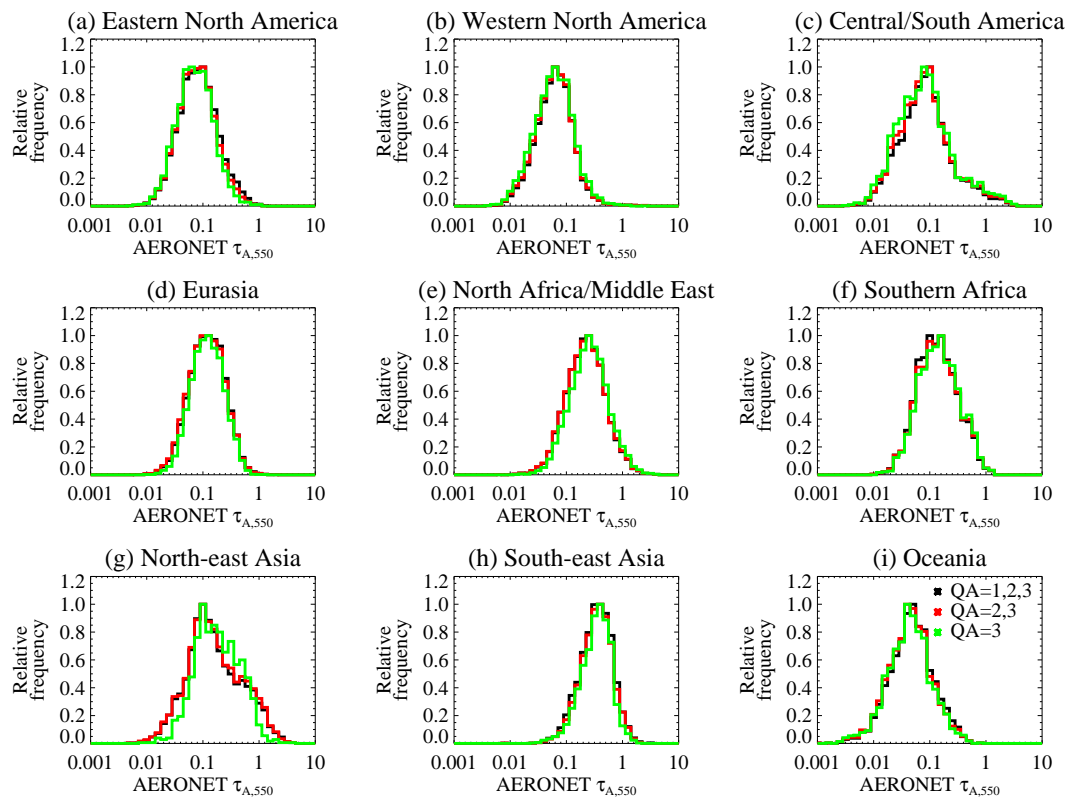 (a) Eastern North America
(b) Western North America
(c) Central/South America
1.2
1.0
0.8
0.6
0.4
0.2
0.0
Relative
frequency
0.001 0.01 0.1 1 10
AERONET τA,550
1.2
1.0
0.8
0.6
0.4
0.2
0.0
Relative
frequency
0.001 0.01 0.1 1 10
AERONET τA,550
1.2
1.0
0.8
0.6
0.4
0.2
0.0
Relative
frequency
0.001 0.01 0.1 1 10
AERONET τA,550
(d) Eurasia
(e) North Africa/Middle East
(f) Southern Africa
1.2
1.0
0.8
0.6
0.4
0.2
0.0
Relative
frequency
0.001 0.01 0.1 1 10
AERONET τA,550
1.2
1.0
0.8
0.6
0.4
0.2
0.0
Relative
frequency
0.001 0.01 0.1 1 10
AERONET τA,550
1.2
1.0
0.8
0.6
0.4
0.2
0.0
Relative
frequency
0.001 0.01 0.1 1 10
AERONET τA,550
(g) North-east Asia
(h) South-east Asia
(i) Oceania
1.2
1.0
0.8
0.6
0.4
0.2
0.0
Relative
frequency
0.001 0.01 0.1 1 10
AERONET τA,550
1.2
1.0
0.8
0.6
0.4
0.2
0.0
Relative
frequency
0.001 0.01 0.1 1 10
AERONET τA,550
1.2
1.0
0.8
0.6
0.4
0.2
0.0
Relative
frequency
QA=1,2,3
QA=2,3
QA=3
0.001 0.01 0.1 1 10
AERONET τA,550